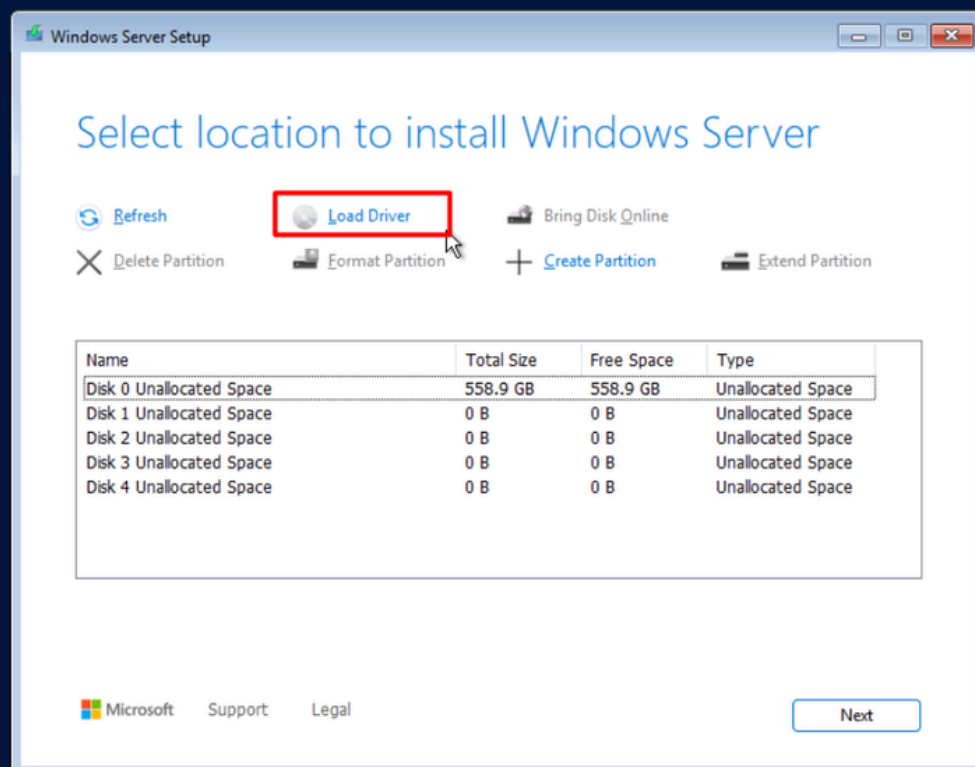 Windows Server Setup
Select location to install Windows Server
Refresh Load Driver Bring Disk Online
Delete Partition Format Partition Create Partition Extend Partition
Name Total Size Free Space Type
Disk 0 Unallocated Space 558.9 GB 558.9 GB Unallocated Space
Disk 1 Unallocated Space 0 B 0 B Unallocated Space
Disk 2 Unallocated Space 0 B 0 B Unallocated Space
Disk 3 Unallocated Space 0 B 0 B Unallocated Space
Disk 4 Unallocated Space 0 B 0 B Unallocated Space
Microsoft Support Legal Next